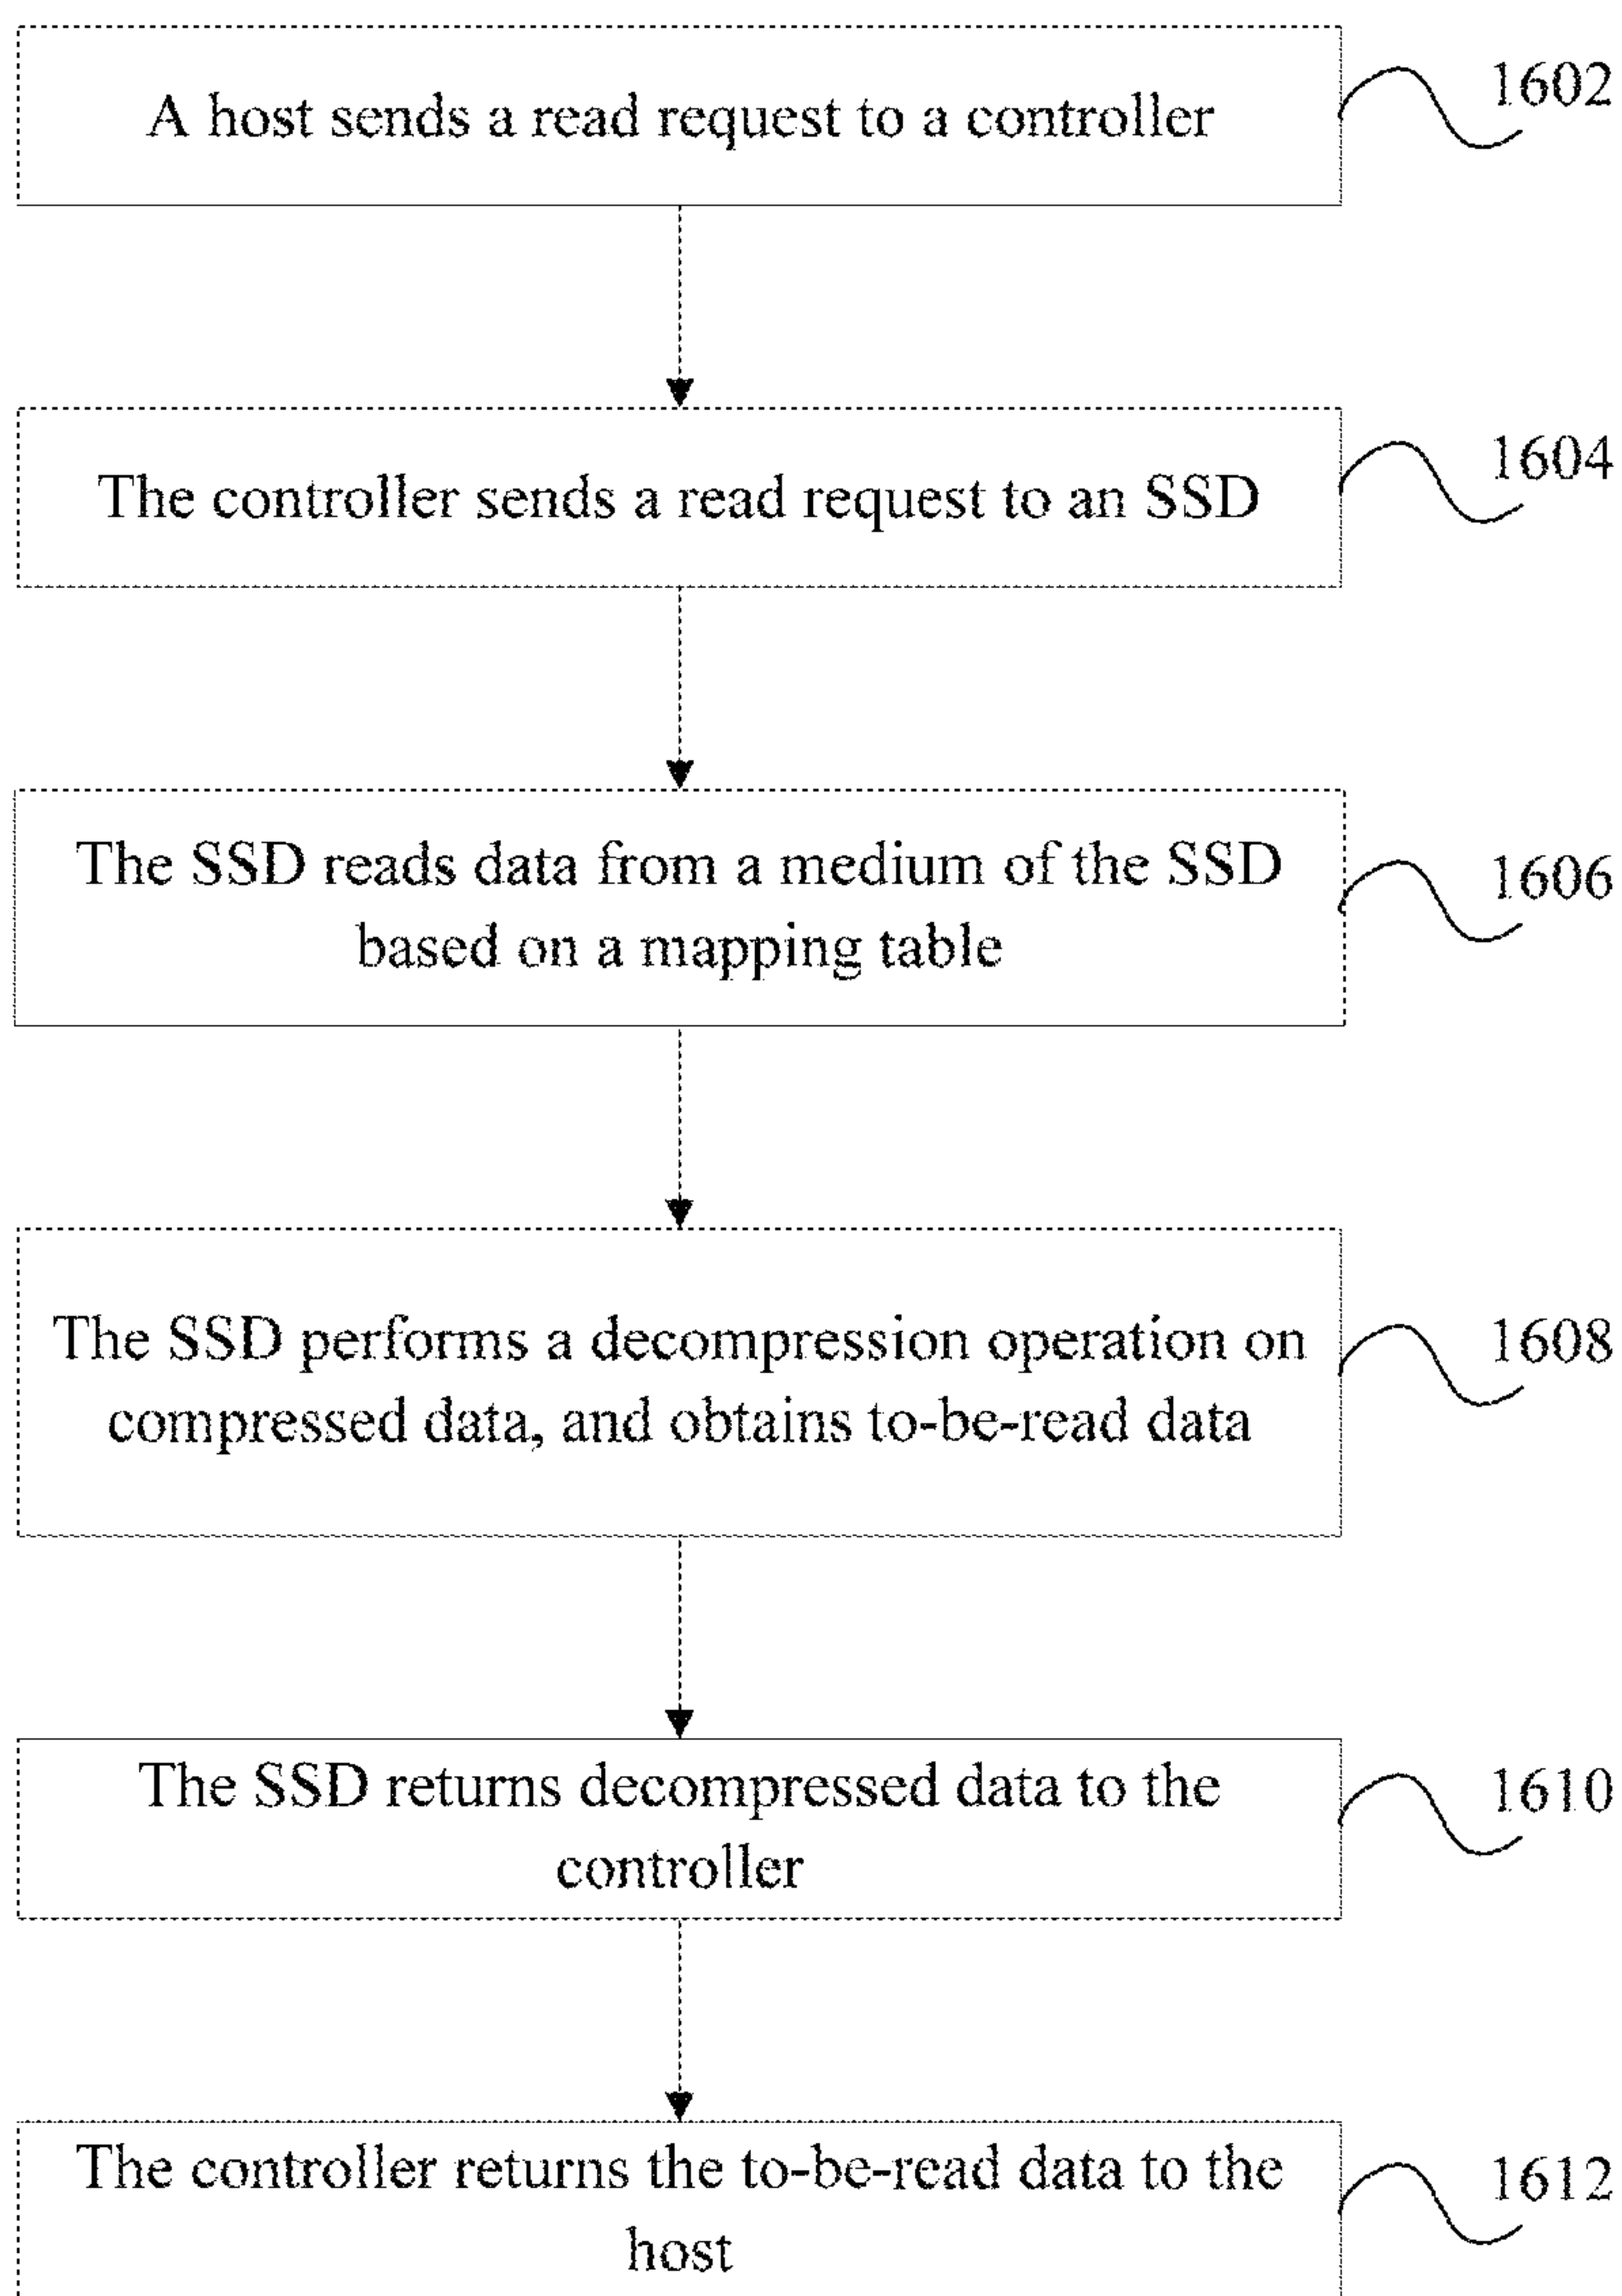 A host sends a read request to a controller
1602
The controller sends a read request to an SSD
1604
The SSD reads data from a medium of the SSD
based on a mapping table
1606
The SSD performs a decompression operation on
compressed data, and obtains to-be-read data
1608
The SSD returns decompressed data to the
controller
1610
The controller returns the to-be-read data to the
host
1612